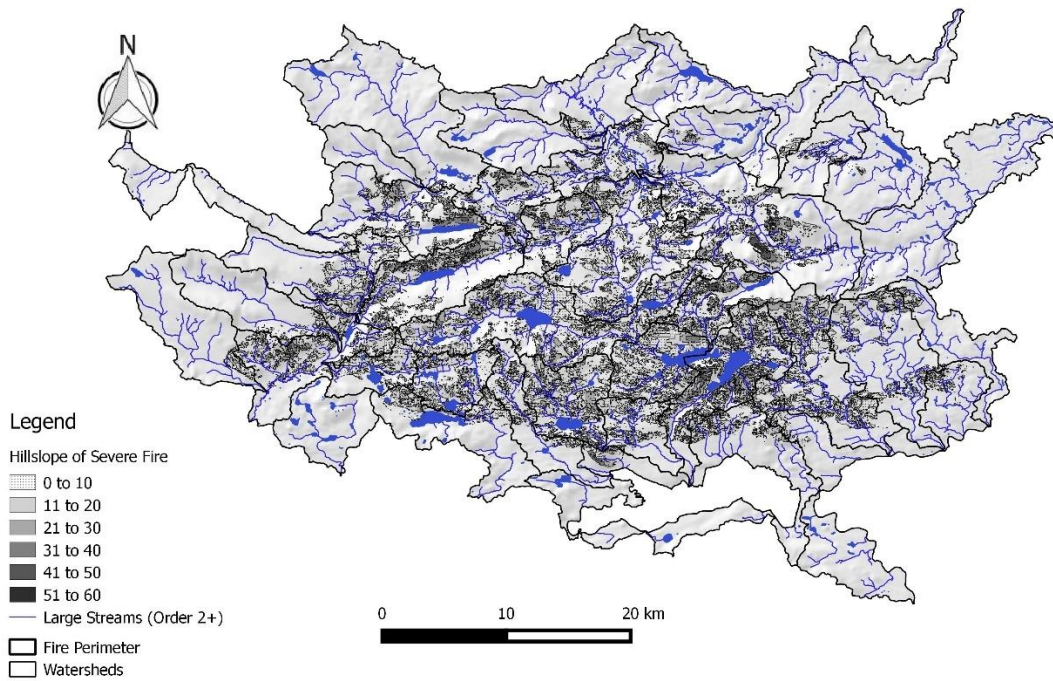 N
Legend
Hillslope of Severe Fire
0 to 10
11 to 20
21 to 30
31 to 40
41 to 50
51 to 60
Large Streams (Order 2+)
Fire Perimeter
Watersheds
0 10 20 km